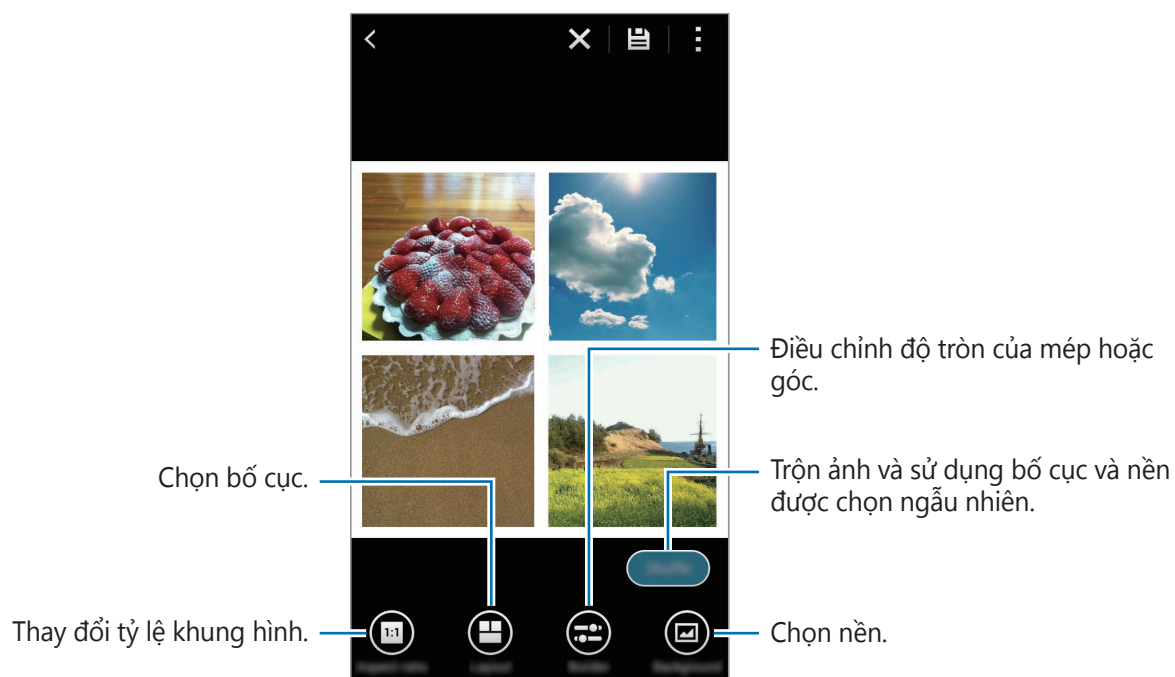 Điều chỉnh độ tròn của mép hoặc
góc.
Chọn bố cục.
Trộn ảnh và sử dụng bố cục và nền
được chọn ngẫu nhiên.
Thay đổi tỷ lệ khung hình.
1:1
Chọn nền.